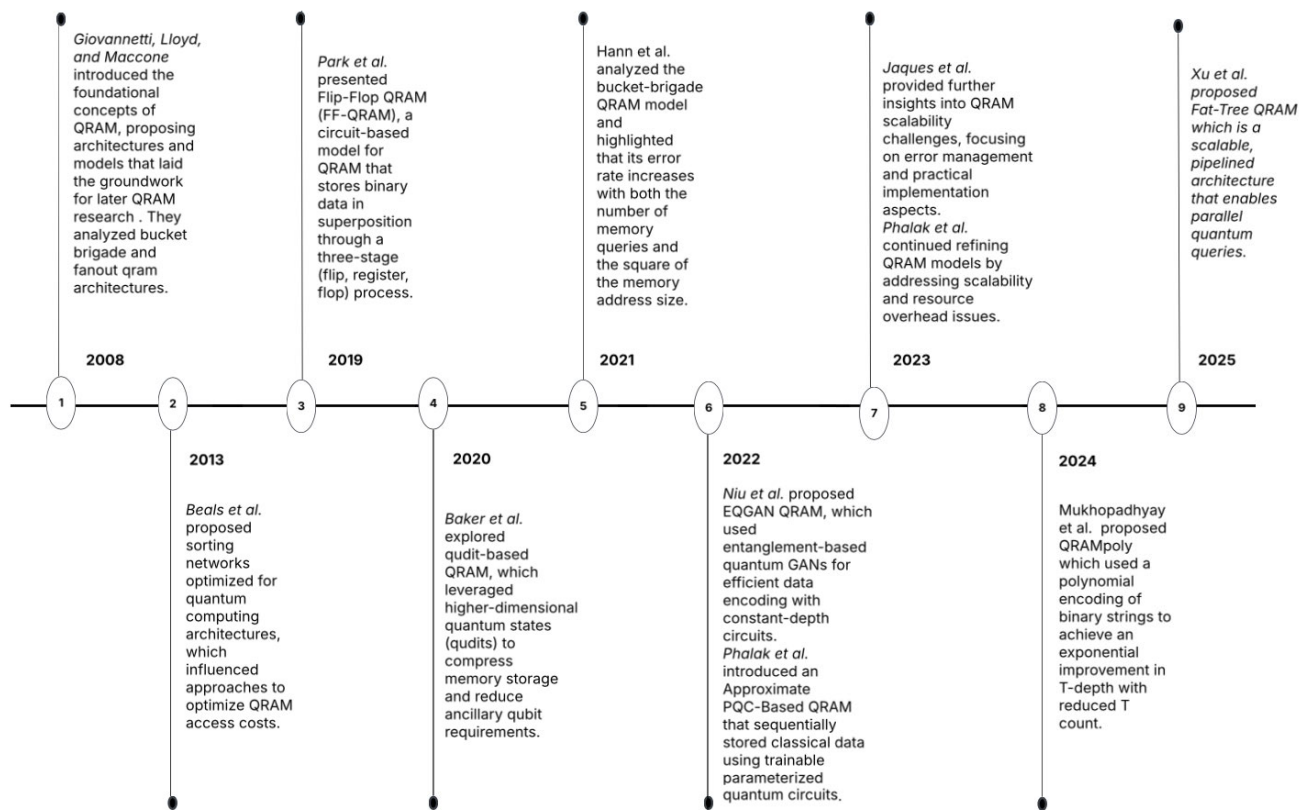 Giovannetti, Lloyd,
and Maccone
introduced the
foundational
concepts of
QRAM, proposing
architectures and
models that laid
the groundwork
for later QRAM
research . They
analyzed bucket
brigade and
fanout qram
architectures.
2008
1
2013
2
Beals et al.
proposed
sorting
networks
optimized for
quantum
computing
architectures,
which
influenced
approaches to
optimize QRAM
access costs.
Park et al.
presented
Flip-Flop QRAM
(FF-QRAM), a
circuit-based
model for
QRAM that
stores binary
data in
superposition
through a
three-stage
(flip, register,
flop) process.
2019
3
4
2020
Baker et al.
explored
qudit-based
QRAM, which
leveraged
higher-dimensional
quantum states
(qudits) to
compress
memory storage
and reduce
ancillary qubit
requirements.
Hann et al.
analyzed the
bucket-brigade
QRAM model
and
highlighted
that its error
rate increases
with both the
number of
memory
queries and
the square of
the memory
address size.
2021
5
6
2022
Niu et al. proposed
EQGAN QRAM, which
used
entanglement-based
quantum GANs for
efficient data
encoding with
constant-depth
circuits.
Phalak et al.
introduced an
Approximate
PQC-Based QRAM
that sequentially
stored classical data
using trainable
parameterized
quantum circuits.
Jaques et al.
provided further
insights into QRAM
scalability
challenges, focusing
on error management
and practical
implementation
aspects.
Phalak et al.
continued refining
QRAM models by
addressing scalability
and resource
overhead issues.
2023
7
8
2024
Mukhopadhyay
et al. proposed
QRAMpoly
which used a
polynomial
encoding of
binary strings to
achieve an
exponential
improvement in
T-depth with
reduced T
count.
Xu et al.
proposed
Fat-Tree QRAM
which is a
scalable,
pipelined
architecture
that enables
parallel
quantum
queries.
2025
9